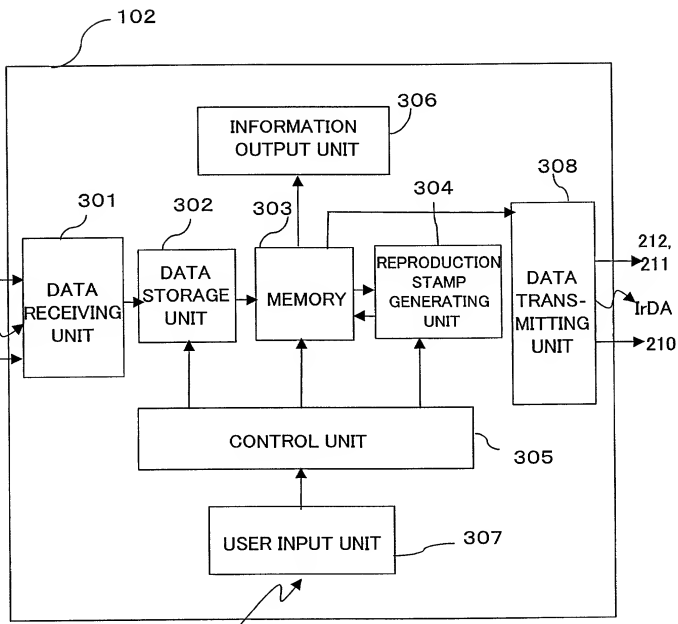 102
306
INFORMATION
OUTPUT UNIT
301
302
303
304
308
DATA
RECEIVING
UNIT
DATA
STORAGE
UNIT
MEMORY
REPRODUCTION
STAMP
GENERATING
UNIT
DATA
TRANS-
MITTING
UNIT
212,
211
IrDA
210
CONTROL UNIT
305
USER INPUT UNIT
307